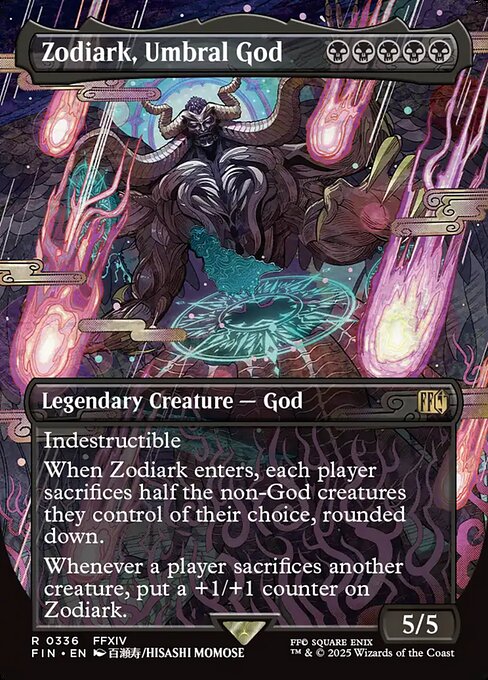 Zodiark, Umbral God
Legendary Creature — God
FF
Indestructible
When Zodiark enters, each player
sacrifices half the non-God creatures
they control of their choice, rounded
down.
Whenever a player sacrifices another
creature, put a +1/+1 counter on
Zodiark.
5/5
R 0336 FFXIV
FIN • EN 百瀬寿/HISASHI MOMOSE
FF© SQUARE ENIX
™ & © 2025 Wizards of the Coast